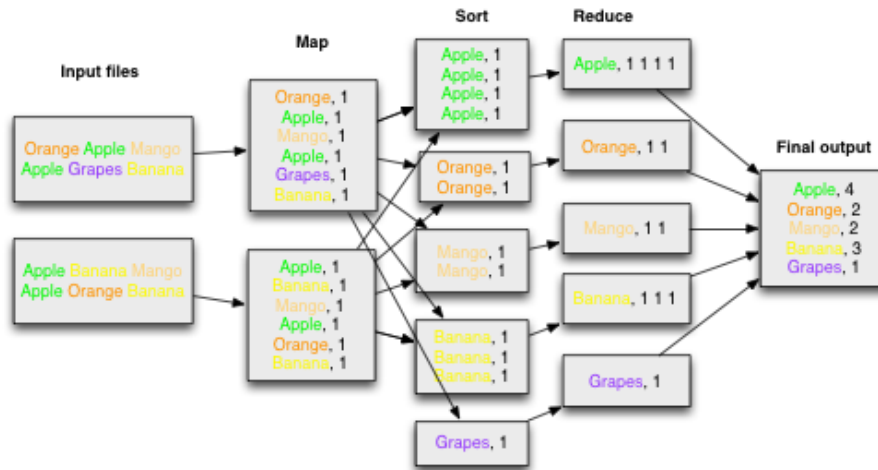 Input files
Orange Apple Mango
Apple Grapes Banana
Apple Banana Mango
Apple Orange Banana
Map
Orange, 1
Apple, 1
Mango, 1
Apple, 1
Grapes, 1
Banana, 1
Apple, 1
Banana, 1
Mango, 1
Apple, 1
Orange, 1
Banana, 1
Sort
Apple, 1
Apple, 1
Apple, 1
Apple, 1
Orange, 1
Orange, 1
Mango, 1
Mango, 1
Banana, 1
Banana, 1
Banana, 1
Grapes, 1
Reduce
Apple, 1 1 1 1
Orange, 1 1
Mango, 1 1
Banana, 1 1 1
Grapes, 1
Final output
Apple, 4
Orange, 2
Mango, 2
Banana, 3
Grapes, 1